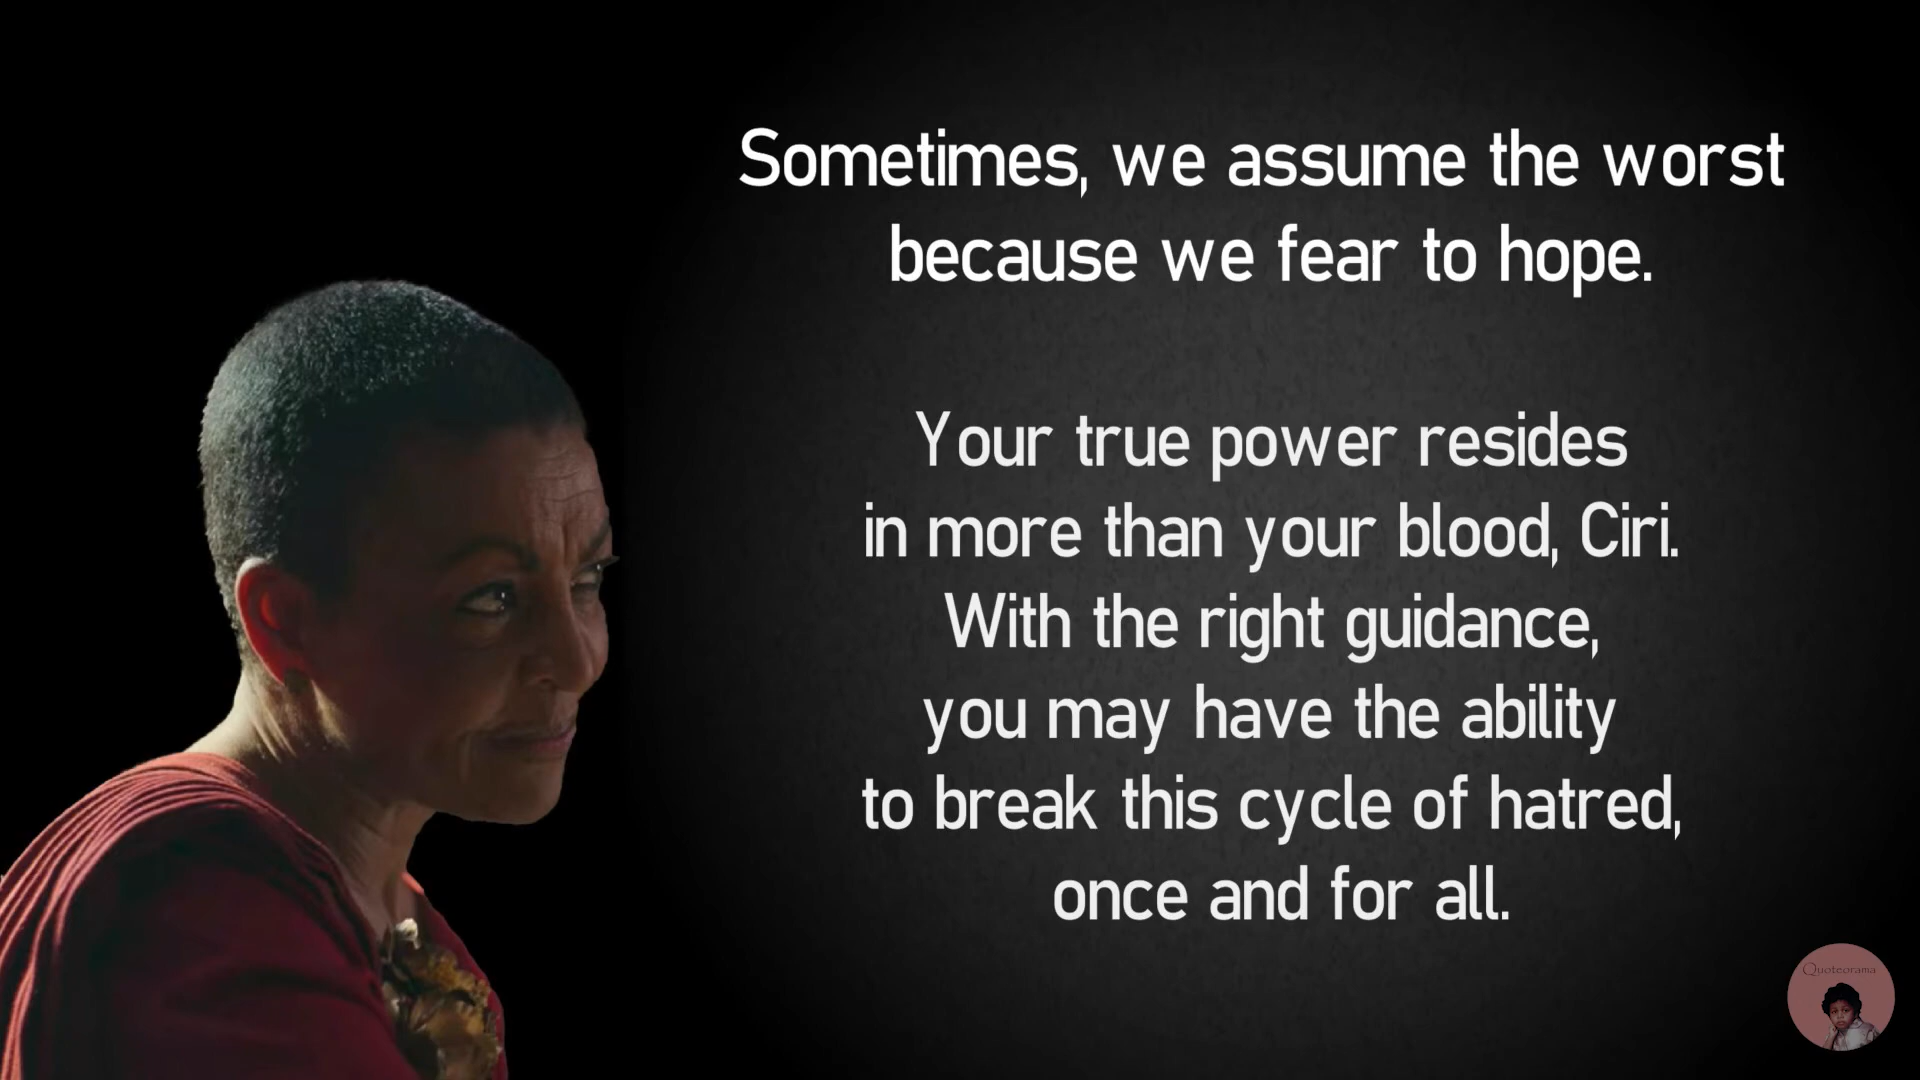 Sometimes, we assume the worst
because we fear to hope.
Your true power resides
in more than your blood, Ciri.
With the right guidance,
you may have the ability
to break this cycle of hatred,
once and for all.
Quoteorama